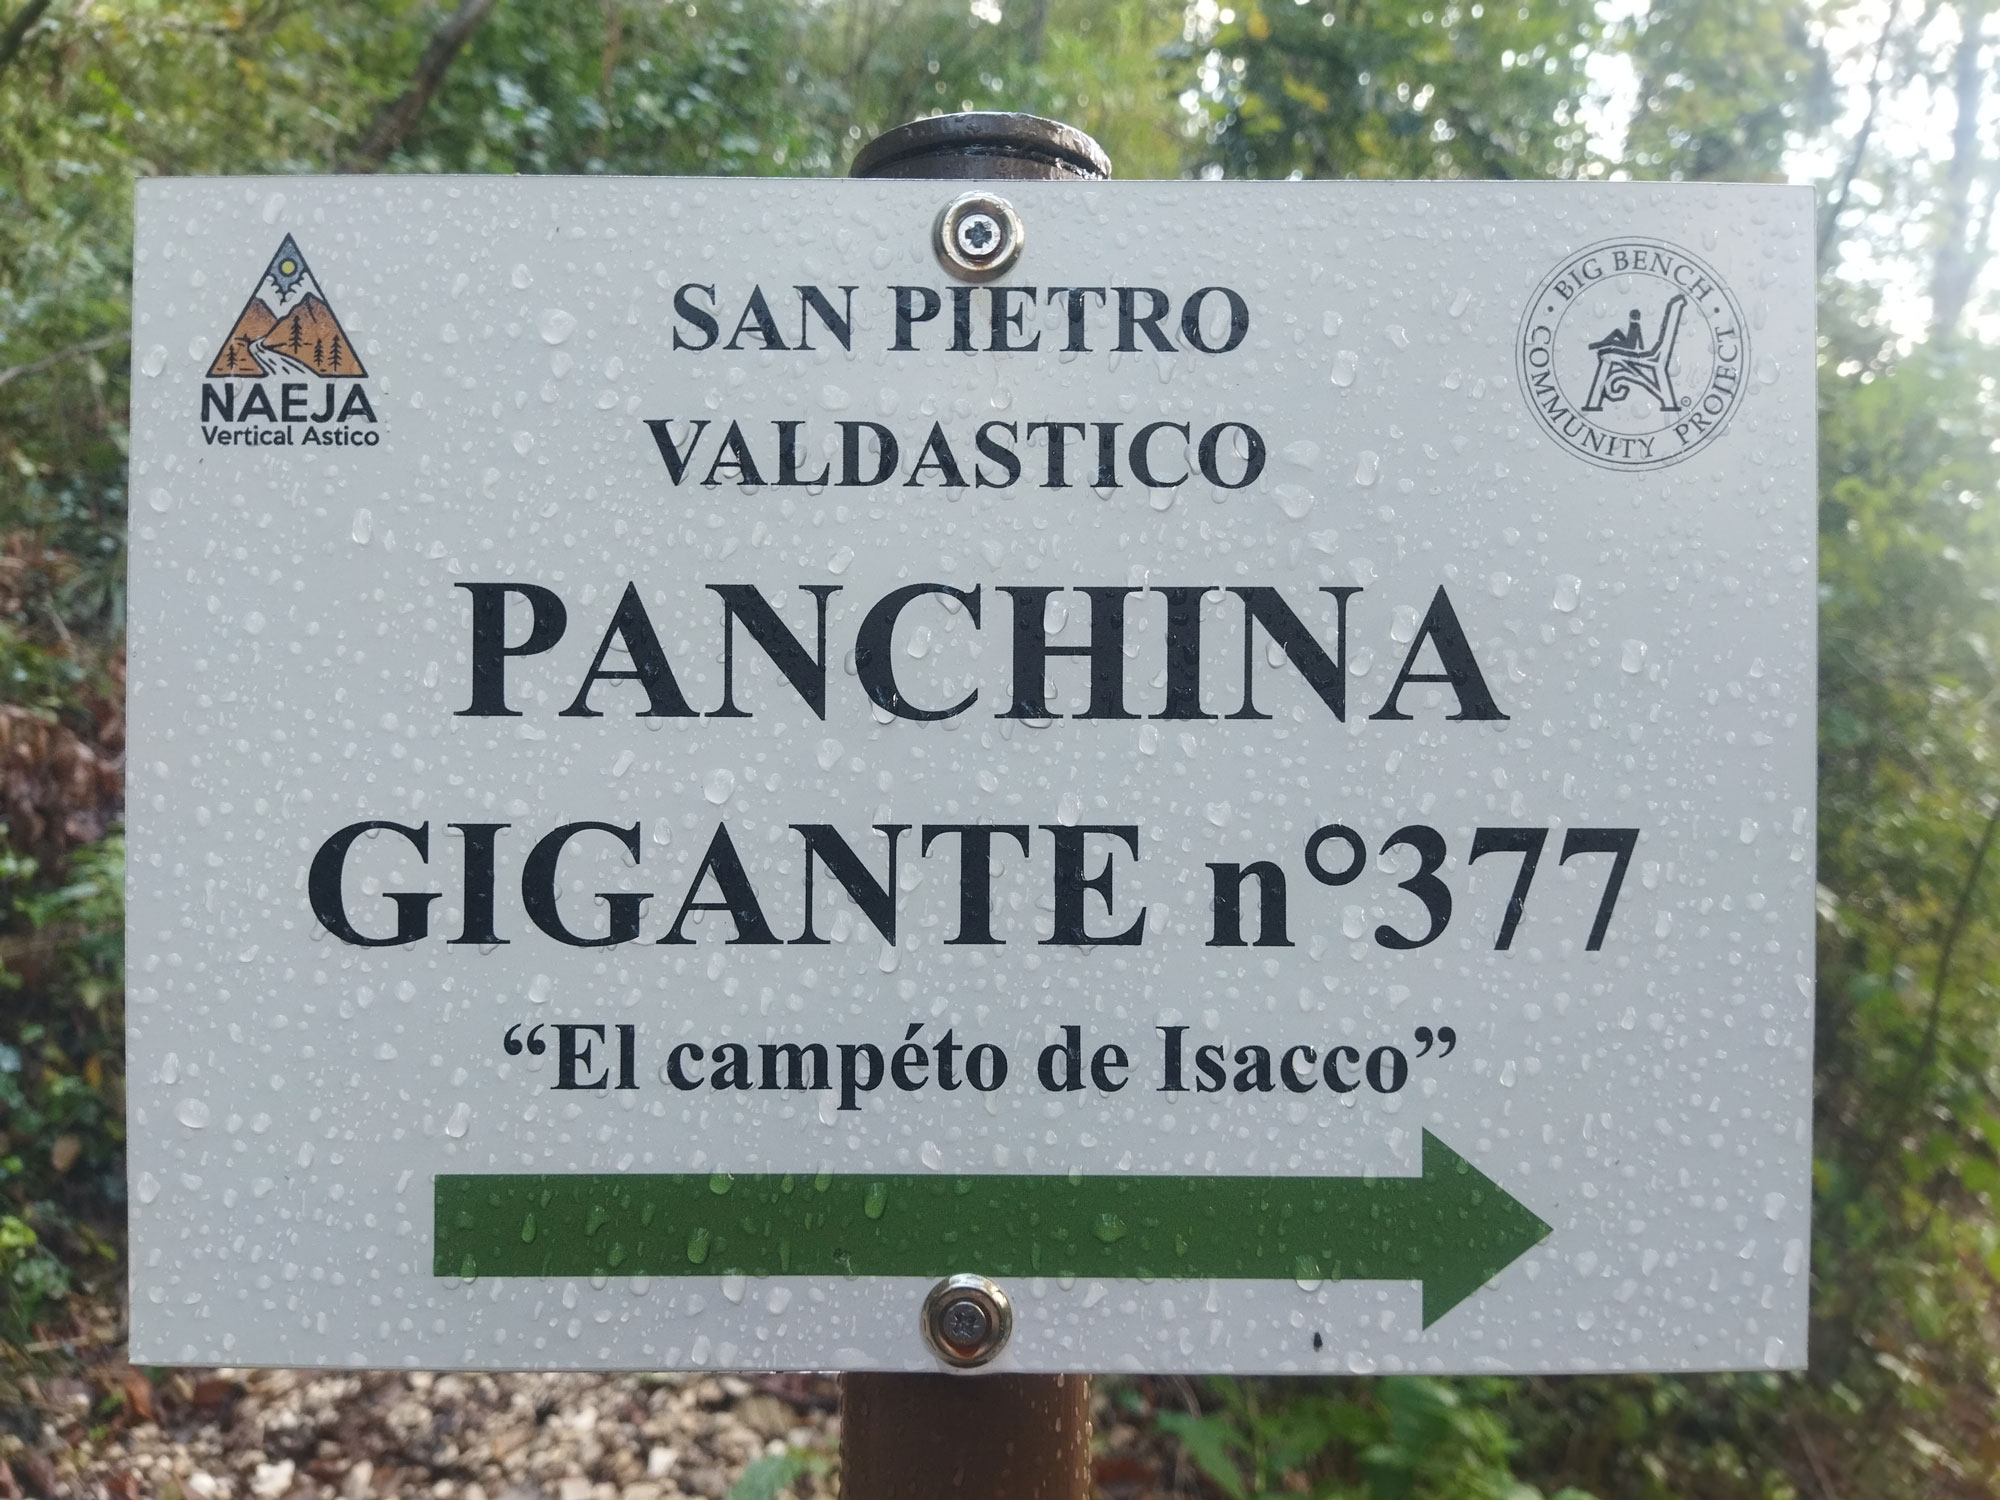 NAEJA
Vertical Astico
SAN PIETRO
VALDASTICO
BIG BENCH
COMMUNITY PROJECT
®
PANCHINA
GIGANTE n°377
“El campéto de Isacco”